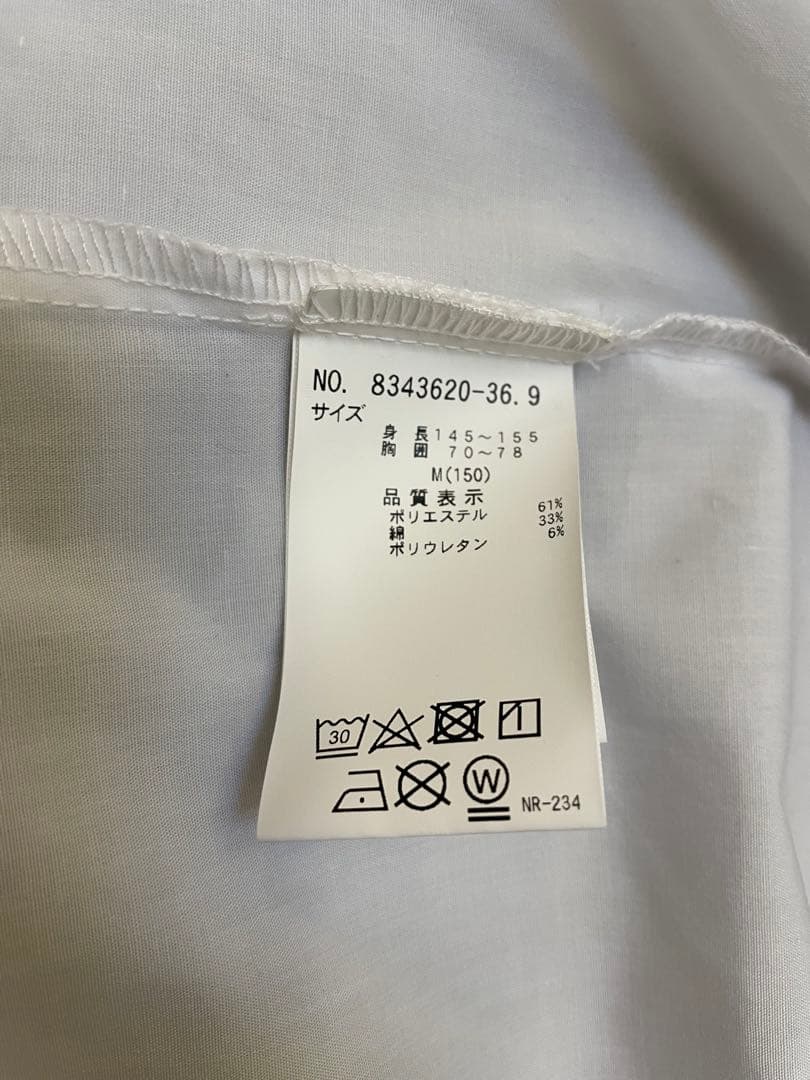 NO. 8343620-36.9
サイズ
身 長145～155
胸 囲 70～78
M(150)
品質表示
ポリエステル 61%
綿 33%
ポリウレタン 6%
30
W
NR-234